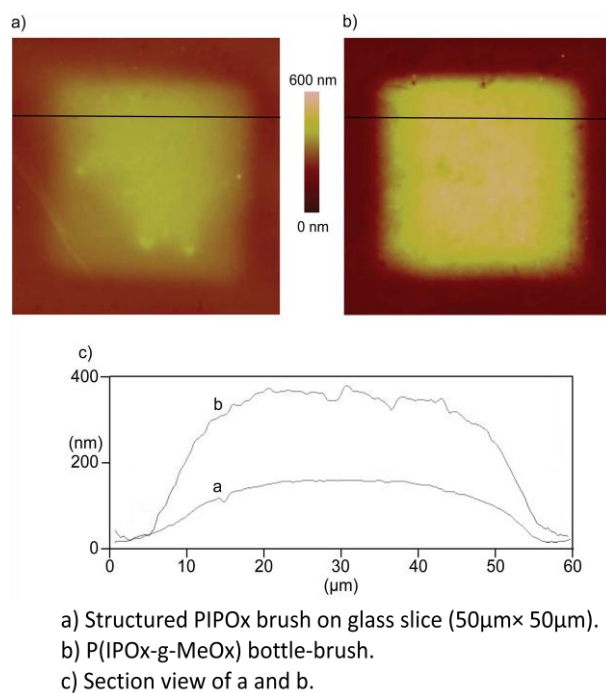 a)
b)
600 nm
0 nm
c)
400
(nm)
200
0
b
a
0 10 20 30 40 50 60
(µm)
a) Structured PIPOx brush on glass slice (50µm× 50µm).
b) P(IPOx-g-MeOx) bottle-brush.
c) Section view of a and b.